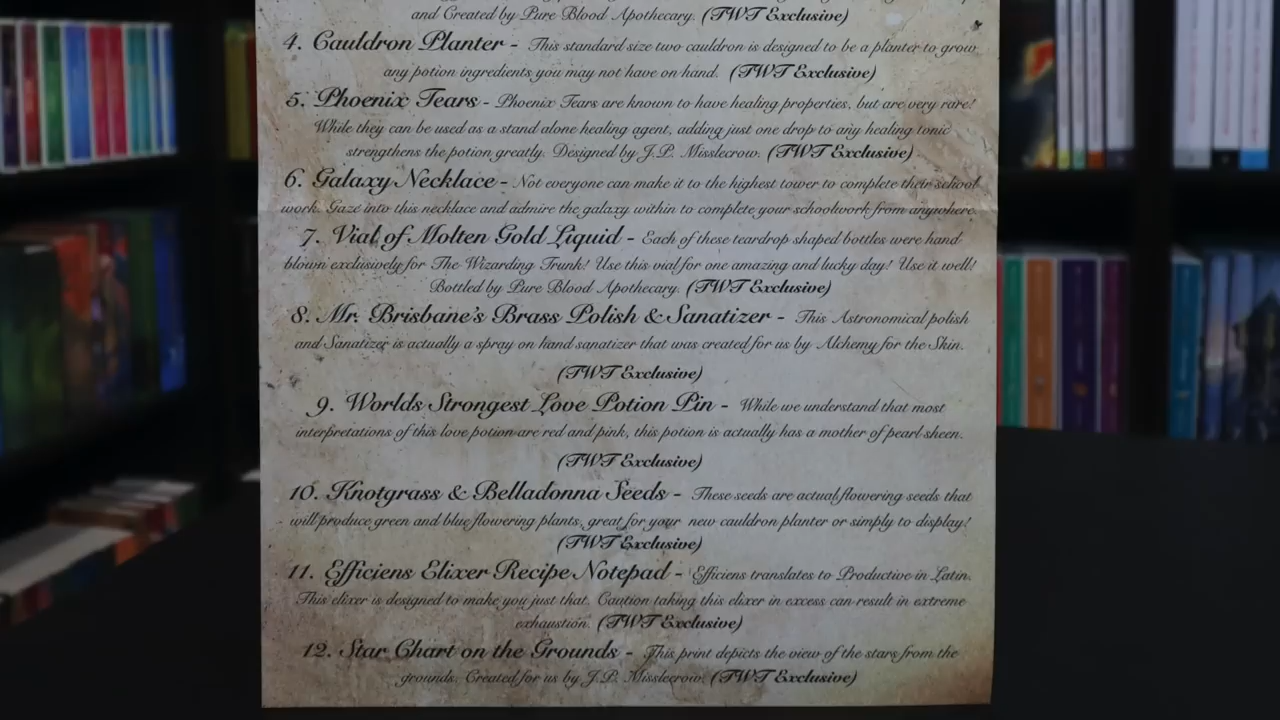 and Created by Pure Blood Apothecary. (TWT Exclusive)
4. Cauldron Planter - This standard size two cauldron is designed to be a planter to grow
any potion ingredients you may not have on hand. (TWT Exclusive)
5. Phoenix Tears - Phoenix Tears are known to have healing properties, but are very rare!
While they can be used as a stand alone healing agent, adding just one drop to any healing tonic
strengthens the potion greatly. Designed by J.P. Misslecrow. (TWT Exclusive)
6. Galaxy Necklace - Not everyone can make it to the highest tower to complete their school
work. Gaze into this necklace and admire the galaxy within to complete your schoolwork from anywhere.
7. Vial of Molten Gold Liquid - Each of these teardrop shaped bottles were hand
blown exclusively for The Wizarding Trunk! Use this vial for one amazing and lucky day! Use it well!
Bottled by Pure Blood Apothecary. (TWT Exclusive)
8. Mr. Brisbane's Brass Polish & Sanatizer - This Astronomical polish
and Sanatizer is actually a spray on hand sanatizer that was created for us by Alchemy for the Skin.
(TWT Exclusive)
9. Worlds Strongest Love Potion Pin - While we understand that most
interpretations of this love potion are red and pink, this potion is actually has a mother of pearl sheen.
(TWT Exclusive)
10. Knotgrass & Belladonna Seeds - These seeds are actual flowering seeds that
will produce green and blue flowering plants, great for your new cauldron planter or simply to display!
(TWT Exclusive)
11. Efficiens Elixer Recipe Notepad - Efficiens translates to Productive in Latin.
This elixer is designed to make you just that. Caution taking this elixer in excess can result in extreme
exhaustion. (TWT Exclusive)
12. Star Chart on the Grounds - This print depicts the view of the stars from the
grounds. Created for us by J.P. Misslecrow. (TWT Exclusive)